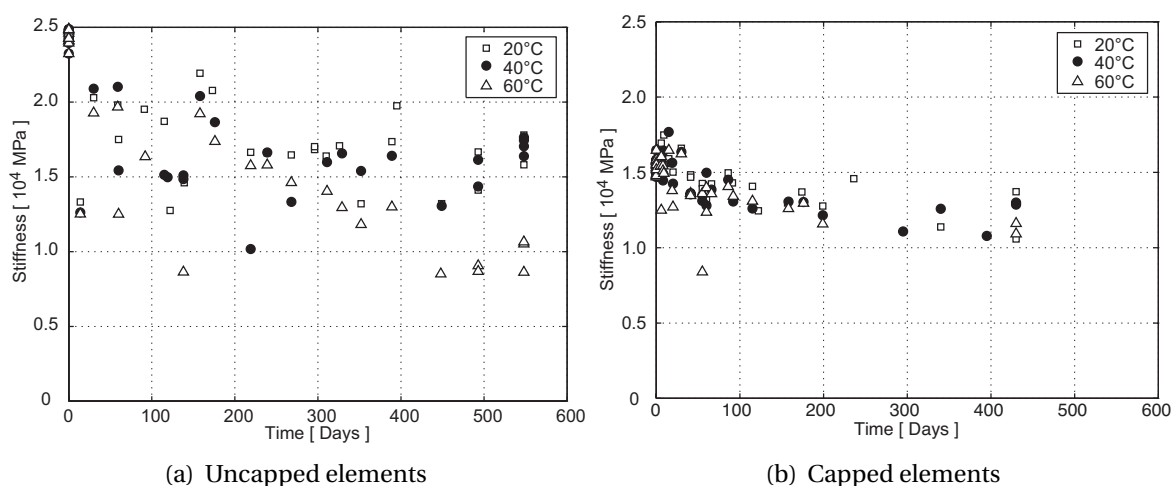 2.5
2.0
1.5
1.0
0.5
0
0 100 200 300 400 500 600
Stiffness [ 10⁴ MPa]
Time [ Days ]
20°C
40°C
60°C
(a) Uncapped elements
2.5
2.0
1.5
1.0
0.5
0
0 100 200 300 400 500 600
Stiffness [ 10⁴ MPa]
Time [ Days ]
20°C
40°C
60°C
(b) Capped elements